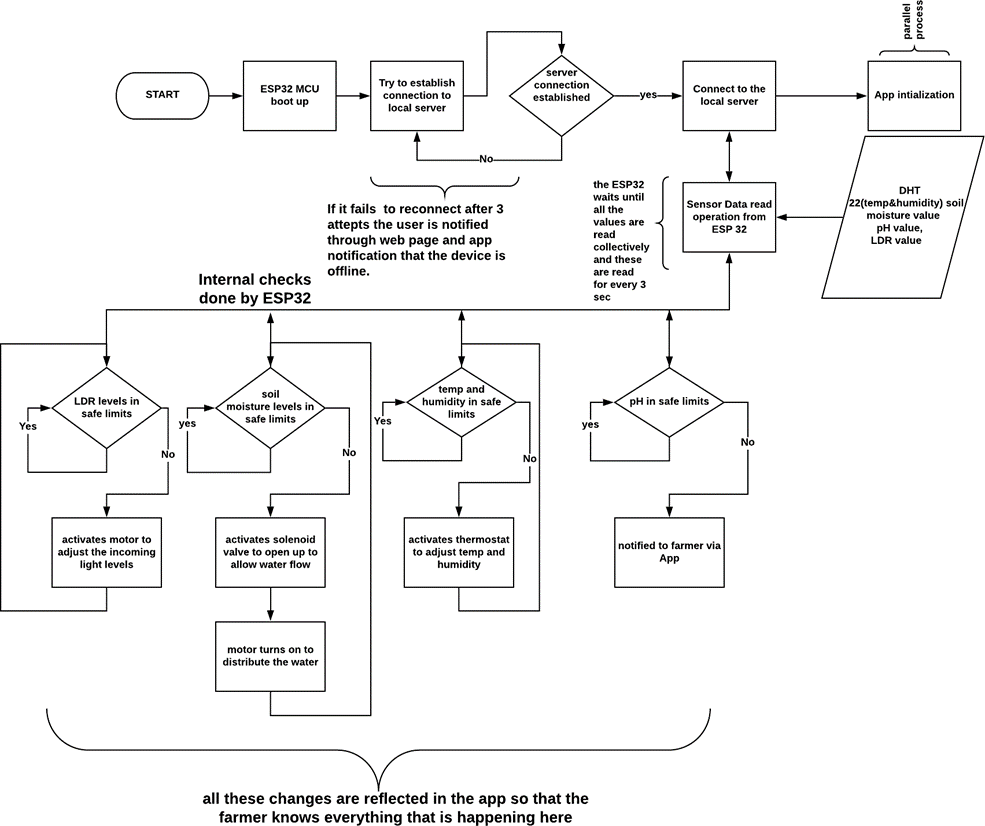 parallel
process
START
ESP32 MCU
boot up
Try to establish
connection to
local server
server
connection
established
yes
Connect to the
local server
App intialization
No
If it fails  to reconnect after 3
attepts the user is notified
through web page and app
notification that the device is
offline.
the ESP32
waits until
all the
values are
read
collectively
and these
are read
for every 3
sec
Sensor Data read
operation from
ESP 32
DHT
22(temp&humidity) soil
moisture value
pH value,
LDR value
Internal checks
done by ESP32
LDR levels in
safe limits
Yes
No
soil
moisture levels in
safe limits
yes
No
temp and
humidity in safe
limits
Yes
No
pH in safe limits
yes
No
activates motor to
adjust the incoming
light levels
activates solenoid
valve to open up to
allow water flow
activates thermostat
to adjust temp and
humidity
notified to farmer via
App
motor turns on to
distribute the water
all these changes are reflected in the app so that the
farmer knows everything that is happening here